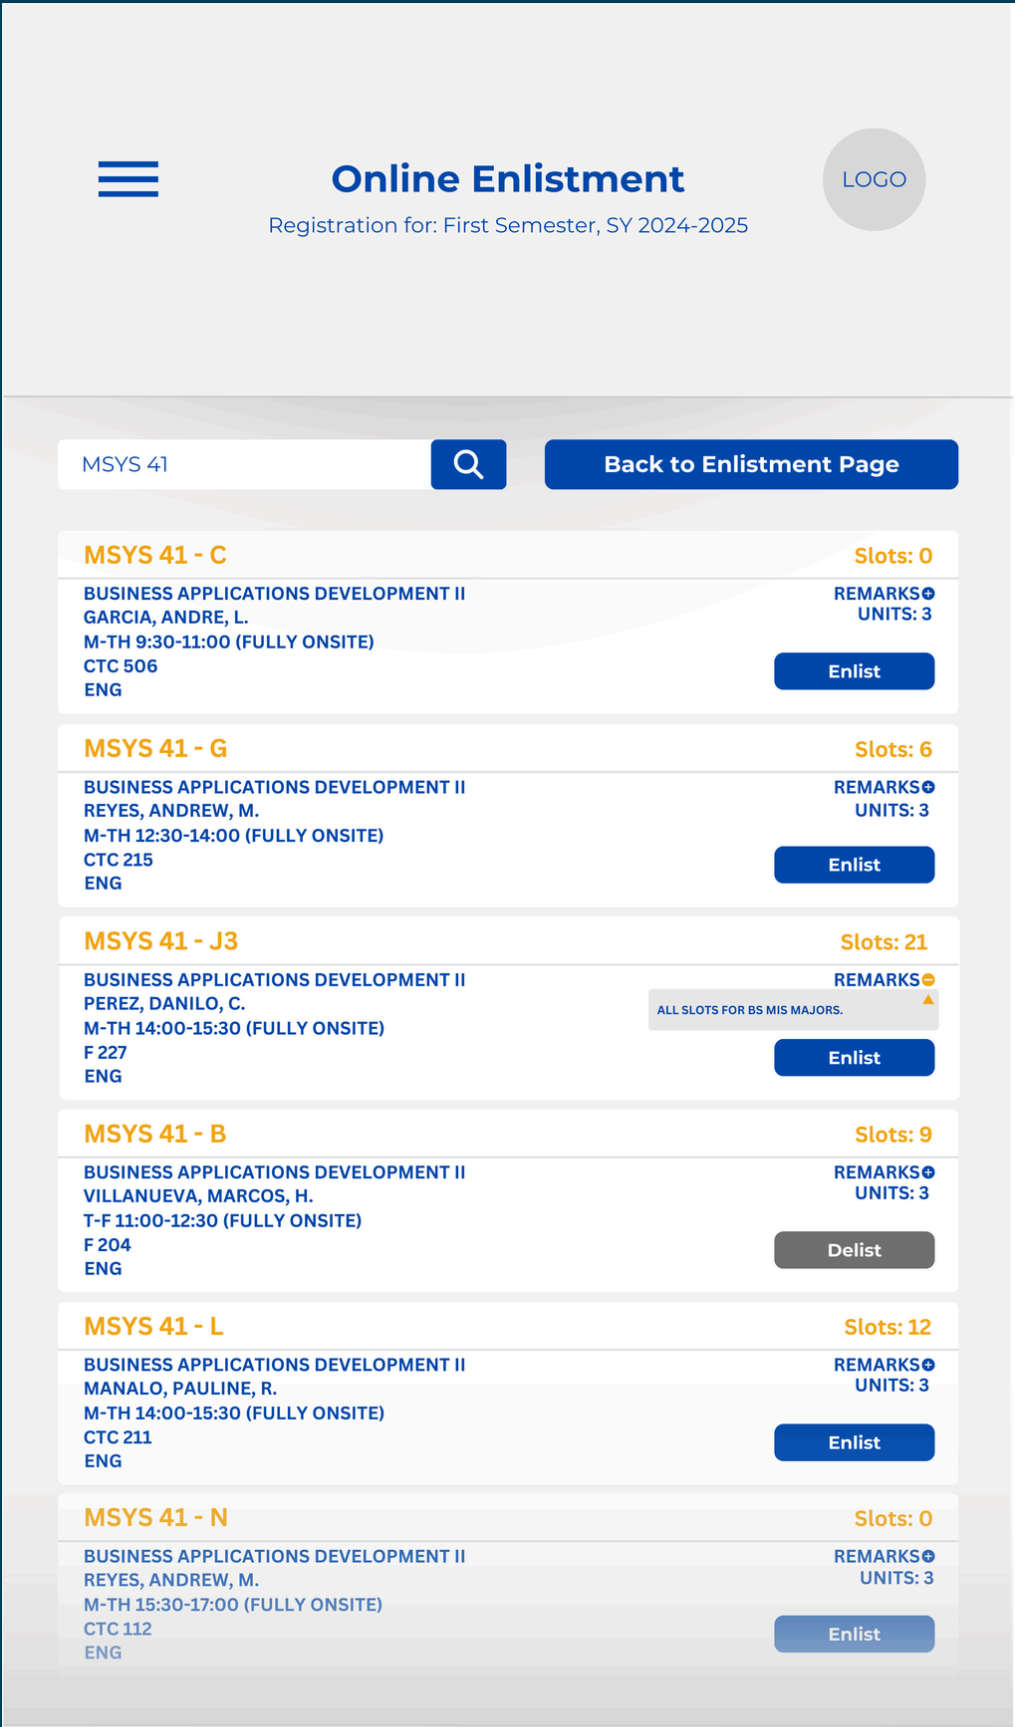 Online Enlistment
LOGO
Registration for: First Semester, SY 2024-2025
MSYS 41
Back to Enlistment Page
MSYS 41 - C
Slots: 0
BUSINESS APPLICATIONS DEVELOPMENT II
REMARKS
GARCIA, ANDRE, L.
UNITS: 3
M-TH 9:30-11:00 (FULLY ONSITE)
CTC 506
Enlist
ENG
MSYS 41 - G
Slots: 6
BUSINESS APPLICATIONS DEVELOPMENT II
REMARKS
REYES, ANDREW, M.
UNITS: 3
M-TH 12:30-14:00 (FULLY ONSITE)
CTC 215
Enlist
ENG
MSYS 41 - J3
Slots: 21
BUSINESS APPLICATIONS DEVELOPMENT II
REMARKS
PEREZ, DANILO, C.
ALL SLOTS FOR BS MIS MAJORS.
M-TH 14:00-15:30 (FULLY ONSITE)
F 227
Enlist
ENG
MSYS 41 - B
Slots: 9
BUSINESS APPLICATIONS DEVELOPMENT II
REMARKS
VILLANUEVA, MARCOS, H.
UNITS: 3
T-F 11:00-12:30 (FULLY ONSITE)
F 204
Delist
ENG
MSYS 41 - L
Slots: 12
BUSINESS APPLICATIONS DEVELOPMENT II
REMARKS
MANALO, PAULINE, R.
UNITS: 3
M-TH 14:00-15:30 (FULLY ONSITE)
CTC 211
Enlist
ENG
MSYS 41 - N
Slots: 0
BUSINESS APPLICATIONS DEVELOPMENT II
REMARKS
REYES, ANDREW, M.
UNITS: 3
M-TH 15:30-17:00 (FULLY ONSITE)
CTC 112
Enlist
ENG